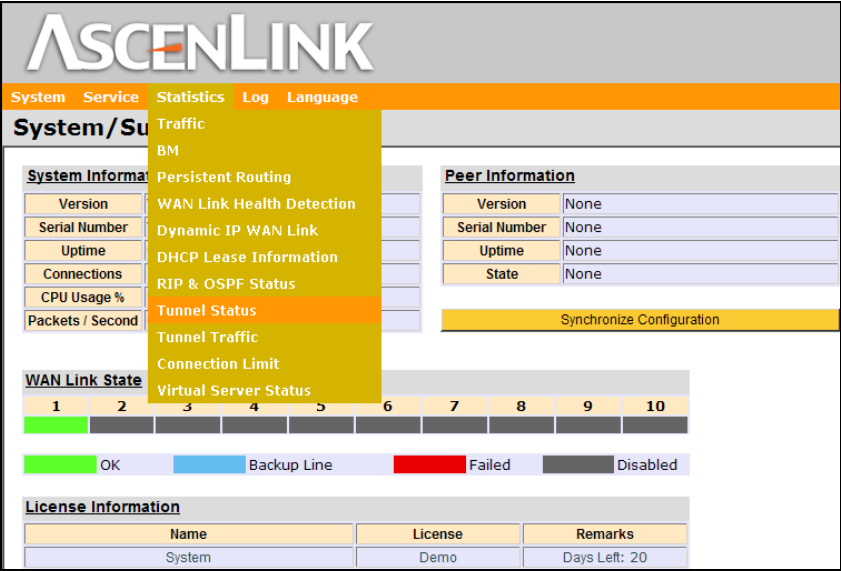 ASCENLINK
System Service Statistics Log Language
System/Su
Traffic
BM
Persistent Routing
WAN Link Health Detection
Dynamic IP WAN Link
DHCP Lease Information
RIP & OSPF Status
Tunnel Status
Tunnel Traffic
Connection Limit
Virtual Server Status
System Informat
Version
Serial Number
Uptime
Connections
CPU Usage %
Packets / Second
Peer Information
Version None
Serial Number None
Uptime None
State None
Synchronize Configuration
WAN Link State
1 2 3 4 5 6 7 8 9 10
OK Backup Line Failed Disabled
License Information
Name License Remarks
System Demo Days Left: 20